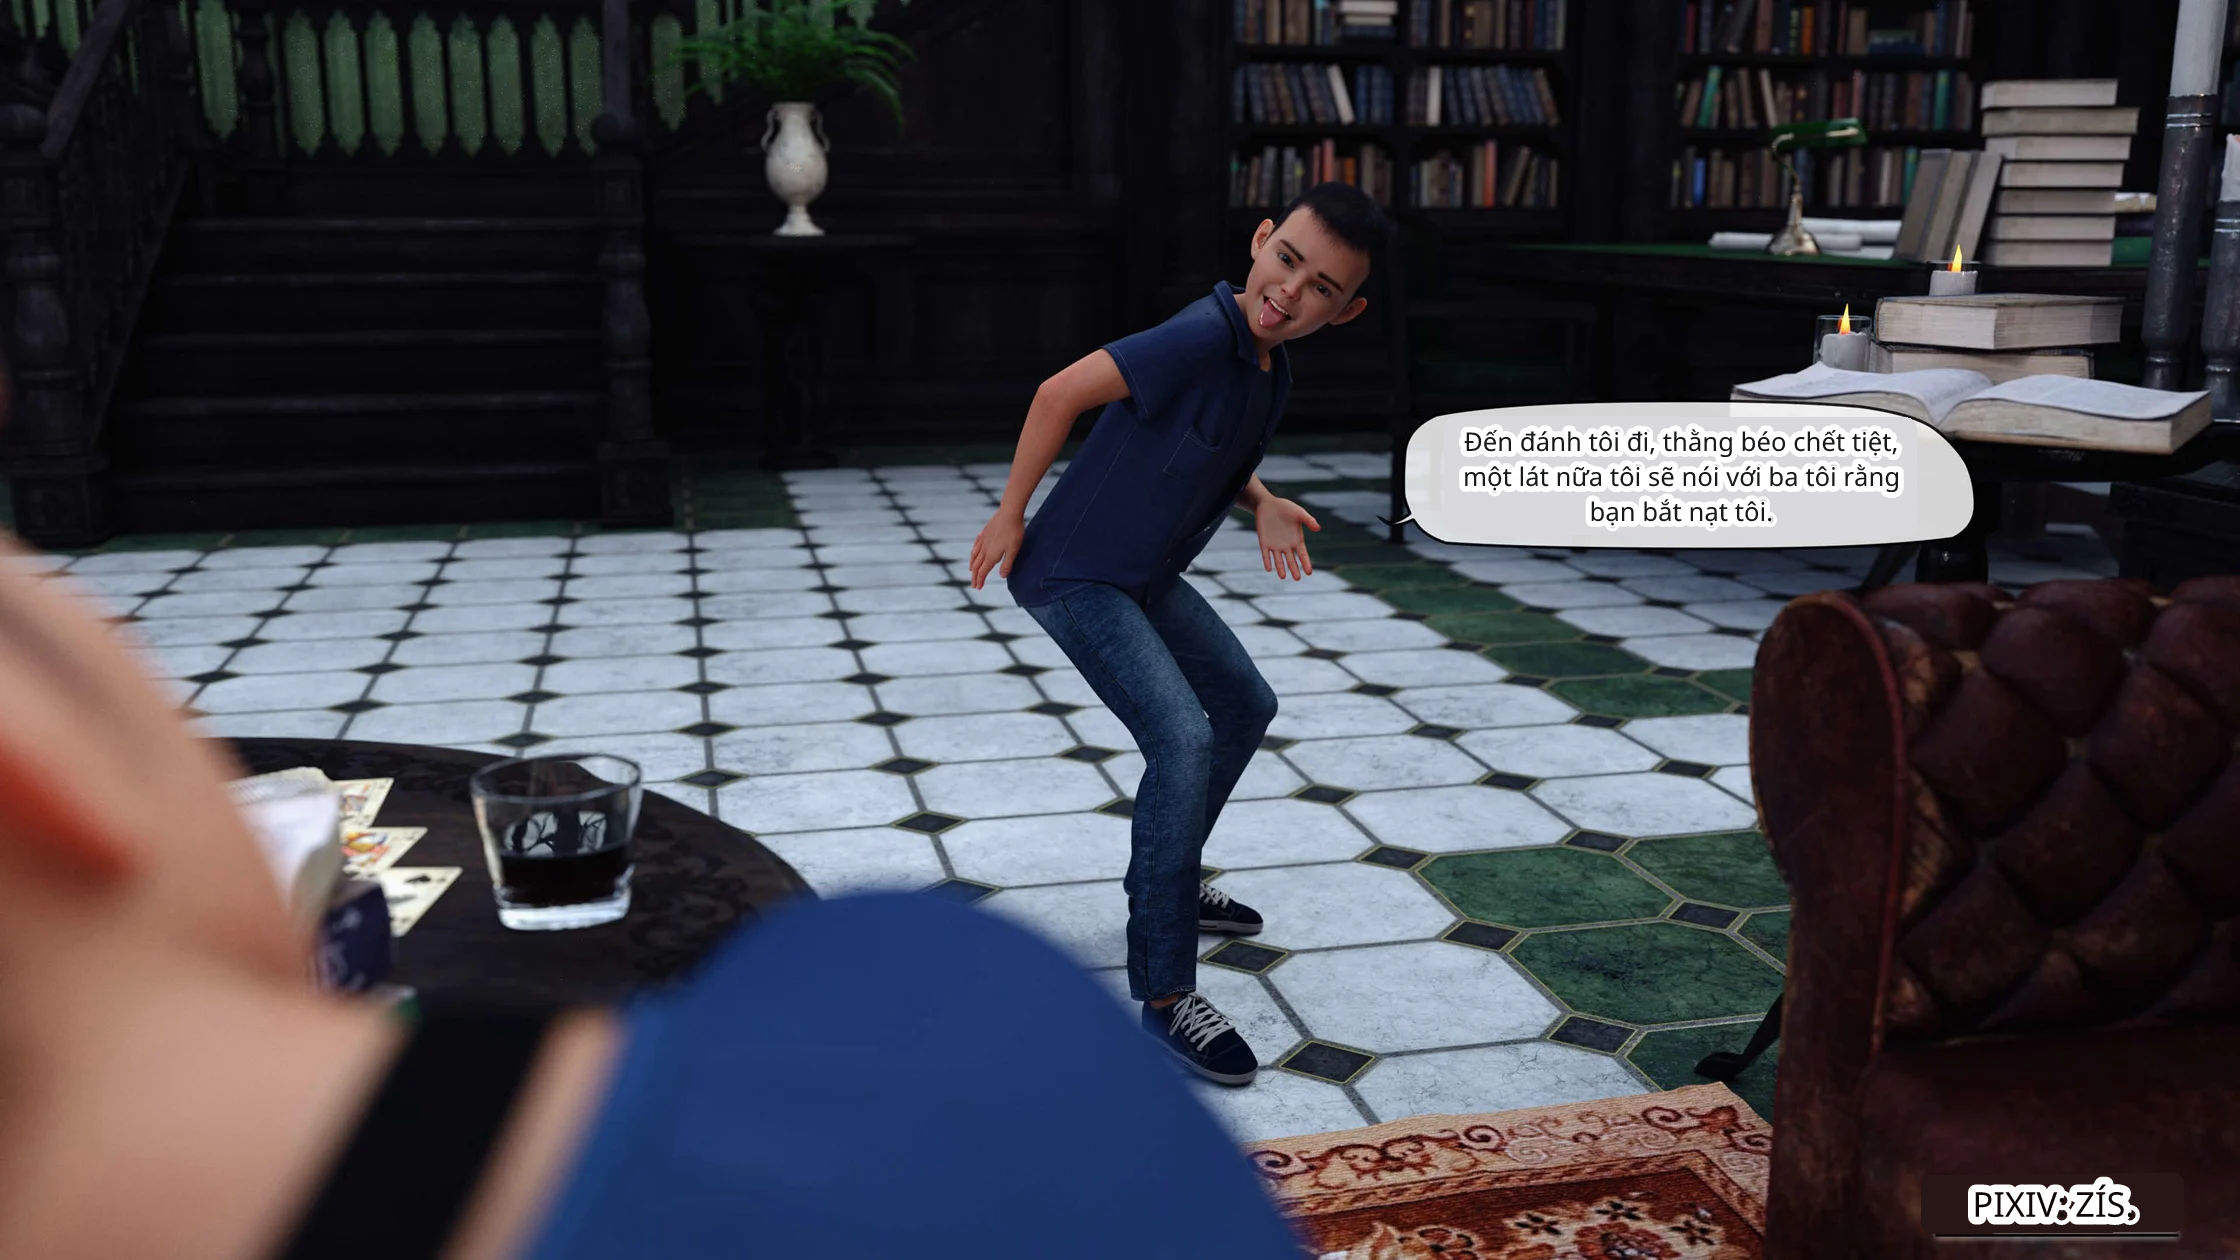 Đến đánh tôi đi, thằng béo chết tiệt,
một lát nữa tôi sẽ nói với ba tôi rằng
bạn bắt nạt tôi.
PIXIV:ZÍS,